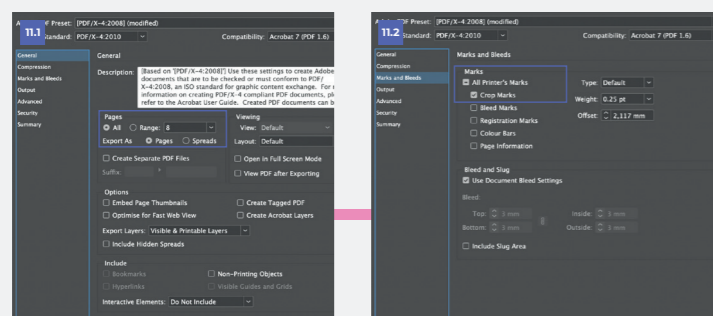 11.1
PDF Preset: [PDF/X-4:2008] (modified)
Standard: PDF/X-4:2010
Compatibility: Acrobat 7 (PDF 1.6)
General
Compression
Marks and Bleeds
Output
Advanced
Security
Summary
General
Description: [Based on '[PDF/X-4:2008]'] Use these settings to create Adobe
documents that are to be checked or must conform to PDF/
X-4:2008, an ISO standard for graphic content exchange. For
information on creating PDF/X-4 compliant PDF documents, ple
refer to the Acrobat User Guide. Created PDF documents can b
Pages
All Range: 8
Export As Pages Spreads
Viewing
View: Default
Layout: Default
Create Separate PDF Files
Suffix:
Open in Full Screen Mode
View PDF after Exporting
Options
Embed Page Thumbnails
Create Tagged PDF
Optimise for Fast Web View
Create Acrobat Layers
Export Layers: Visible & Printable Layers
Include Hidden Spreads
Include
Bookmarks
Non-Printing Objects
Hyperlinks
Visible Guides and Grids
Interactive Elements: Do Not Include
11.2
PDF Preset: [PDF/X-4:2008] (modified)
Standard: PDF/X-4:2010
Compatibility: Acrobat 7 (PDF 1.6)
General
Compression
Marks and Bleeds
Output
Advanced
Security
Summary
Marks and Bleeds
Marks
All Printer's Marks
Crop Marks
Bleed Marks
Registration Marks
Colour Bars
Page Information
Type: Default
Weight: 0.25 pt
Offset: 2,117 mm
Bleed and Slug
Use Document Bleed Settings
Bleed:
Top: 3 mm
Inside: 3 mm
Bottom: 3 mm
Outside: 3 mm
Include Slug Area